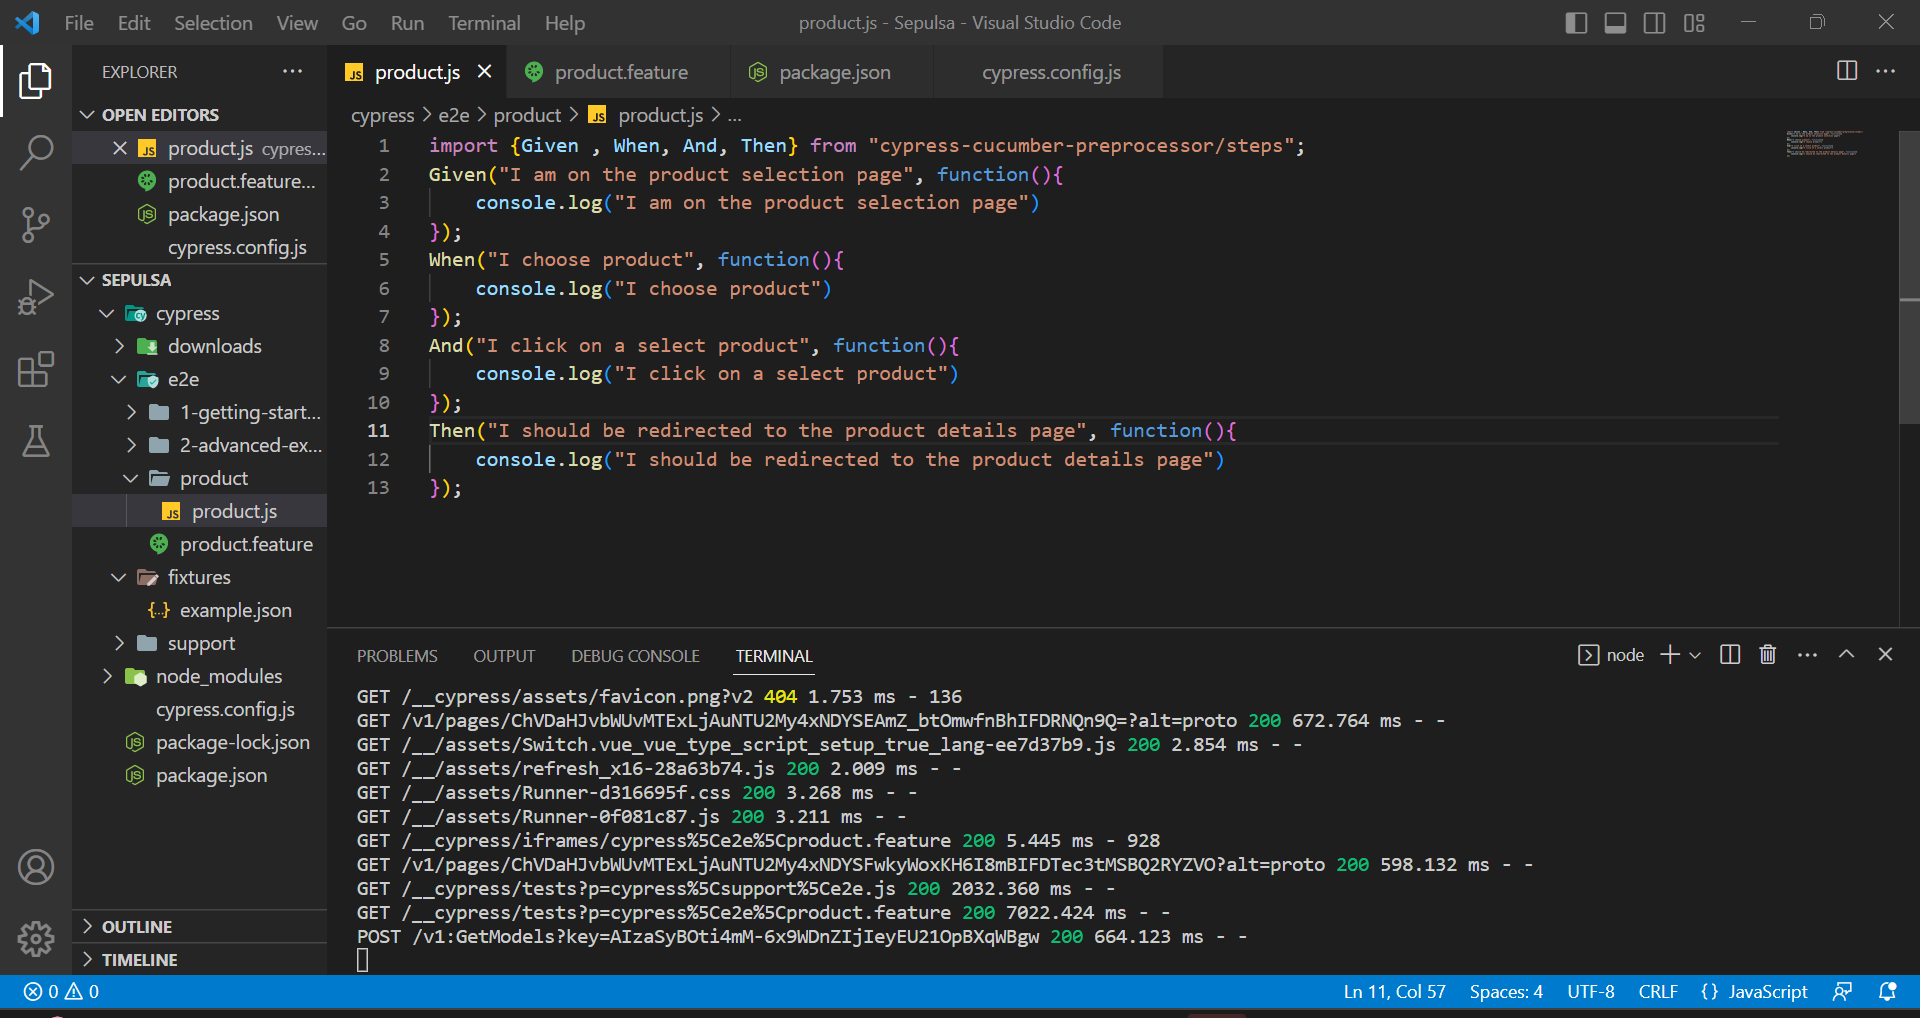 File Edit Selection View Go Run Terminal Help product.js - Sepulsa - Visual Studio Code
EXPLORER ...
OPEN EDITORS
product.js cypres...
product.feature...
package.json
cypress.config.js
SEPULSA
cypress
downloads
e2e
1-getting-start...
2-advanced-ex...
product
product.js
product.feature
fixtures
example.json
support
node_modules
cypress.config.js
package-lock.json
package.json
OUTLINE
TIMELINE
product.js product.feature package.json cypress.config.js
cypress > e2e > product > product.js > ...
1 import {Given , When, And, Then} from "cypress-cucumber-preprocessor/steps";
2 Given("I am on the product selection page", function(){
3 console.log("I am on the product selection page")
4 });
5 When("I choose product", function(){
6 console.log("I choose product")
7 });
8 And("I click on a select product", function(){
9 console.log("I click on a select product")
10 });
11 Then("I should be redirected to the product details page", function(){
12 console.log("I should be redirected to the product details page")
13 });
PROBLEMS OUTPUT DEBUG CONSOLE TERMINAL node
GET /__cypress/assets/favicon.png?v2 404 1.753 ms - 136
GET /v1/pages/ChVDaHJvbWUvMTExLjAuNTU2My4xNDYSEAmZ_btOmwfnBhIFDRNQn9Q=?alt=proto 200 672.764 ms - -
GET /__/assets/Switch.vue_vue_type_script_setup_true_lang-ee7d37b9.js 200 2.854 ms - -
GET /__/assets/refresh_x16-28a63b74.js 200 2.009 ms - -
GET /__/assets/Runner-d316695f.css 200 3.268 ms - -
GET /__/assets/Runner-0f081c87.js 200 3.211 ms - -
GET /__cypress/iframes/cypress%5Ce2e%5Cproduct.feature 200 5.445 ms - 928
GET /v1/pages/ChVDaHJvbWUvMTExLjAuNTU2My4xNDYSFwkyWoxKH6I8mBIFDTec3tMSBQ2RYZVO?alt=proto 200 598.132 ms - -
GET /__cypress/tests?p=cypress%5Csupport%5Ce2e.js 200 2032.360 ms - -
GET /__cypress/tests?p=cypress%5Ce2e%5Cproduct.feature 200 7022.424 ms - -
POST /v1:GetModels?key=AIzaSyBOti4mM-6x9WDnZIjIeyEU21OpBXqWBgw 200 664.123 ms - -
0 0 Ln 11, Col 57 Spaces: 4 UTF-8 CRLF {} JavaScript